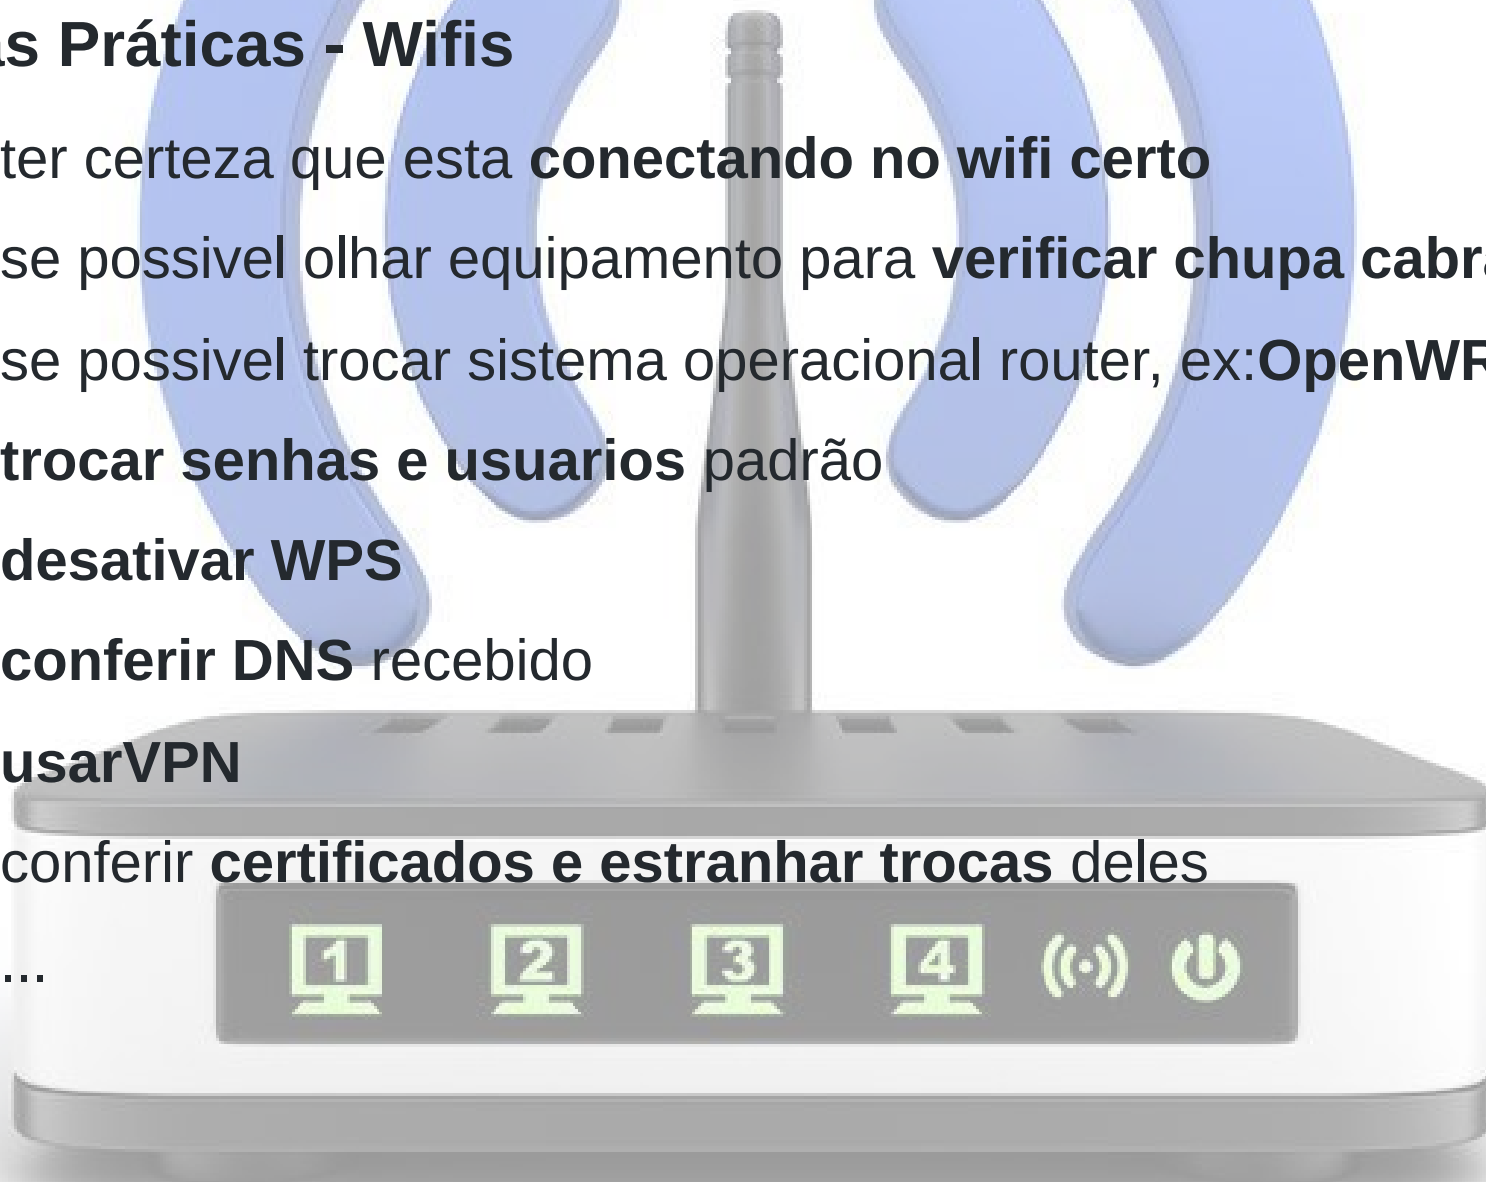 as Práticas - Wifis
ter certeza que esta conectando no wifi certo
se possivel olhar equipamento para verificar chupa cabra
se possivel trocar sistema operacional router, ex:OpenWR
trocar senhas e usuarios padrão
desativar WPS
conferir DNS recebido
usarVPN
conferir certificados e estranhar trocas deles
...
1 2 3 4